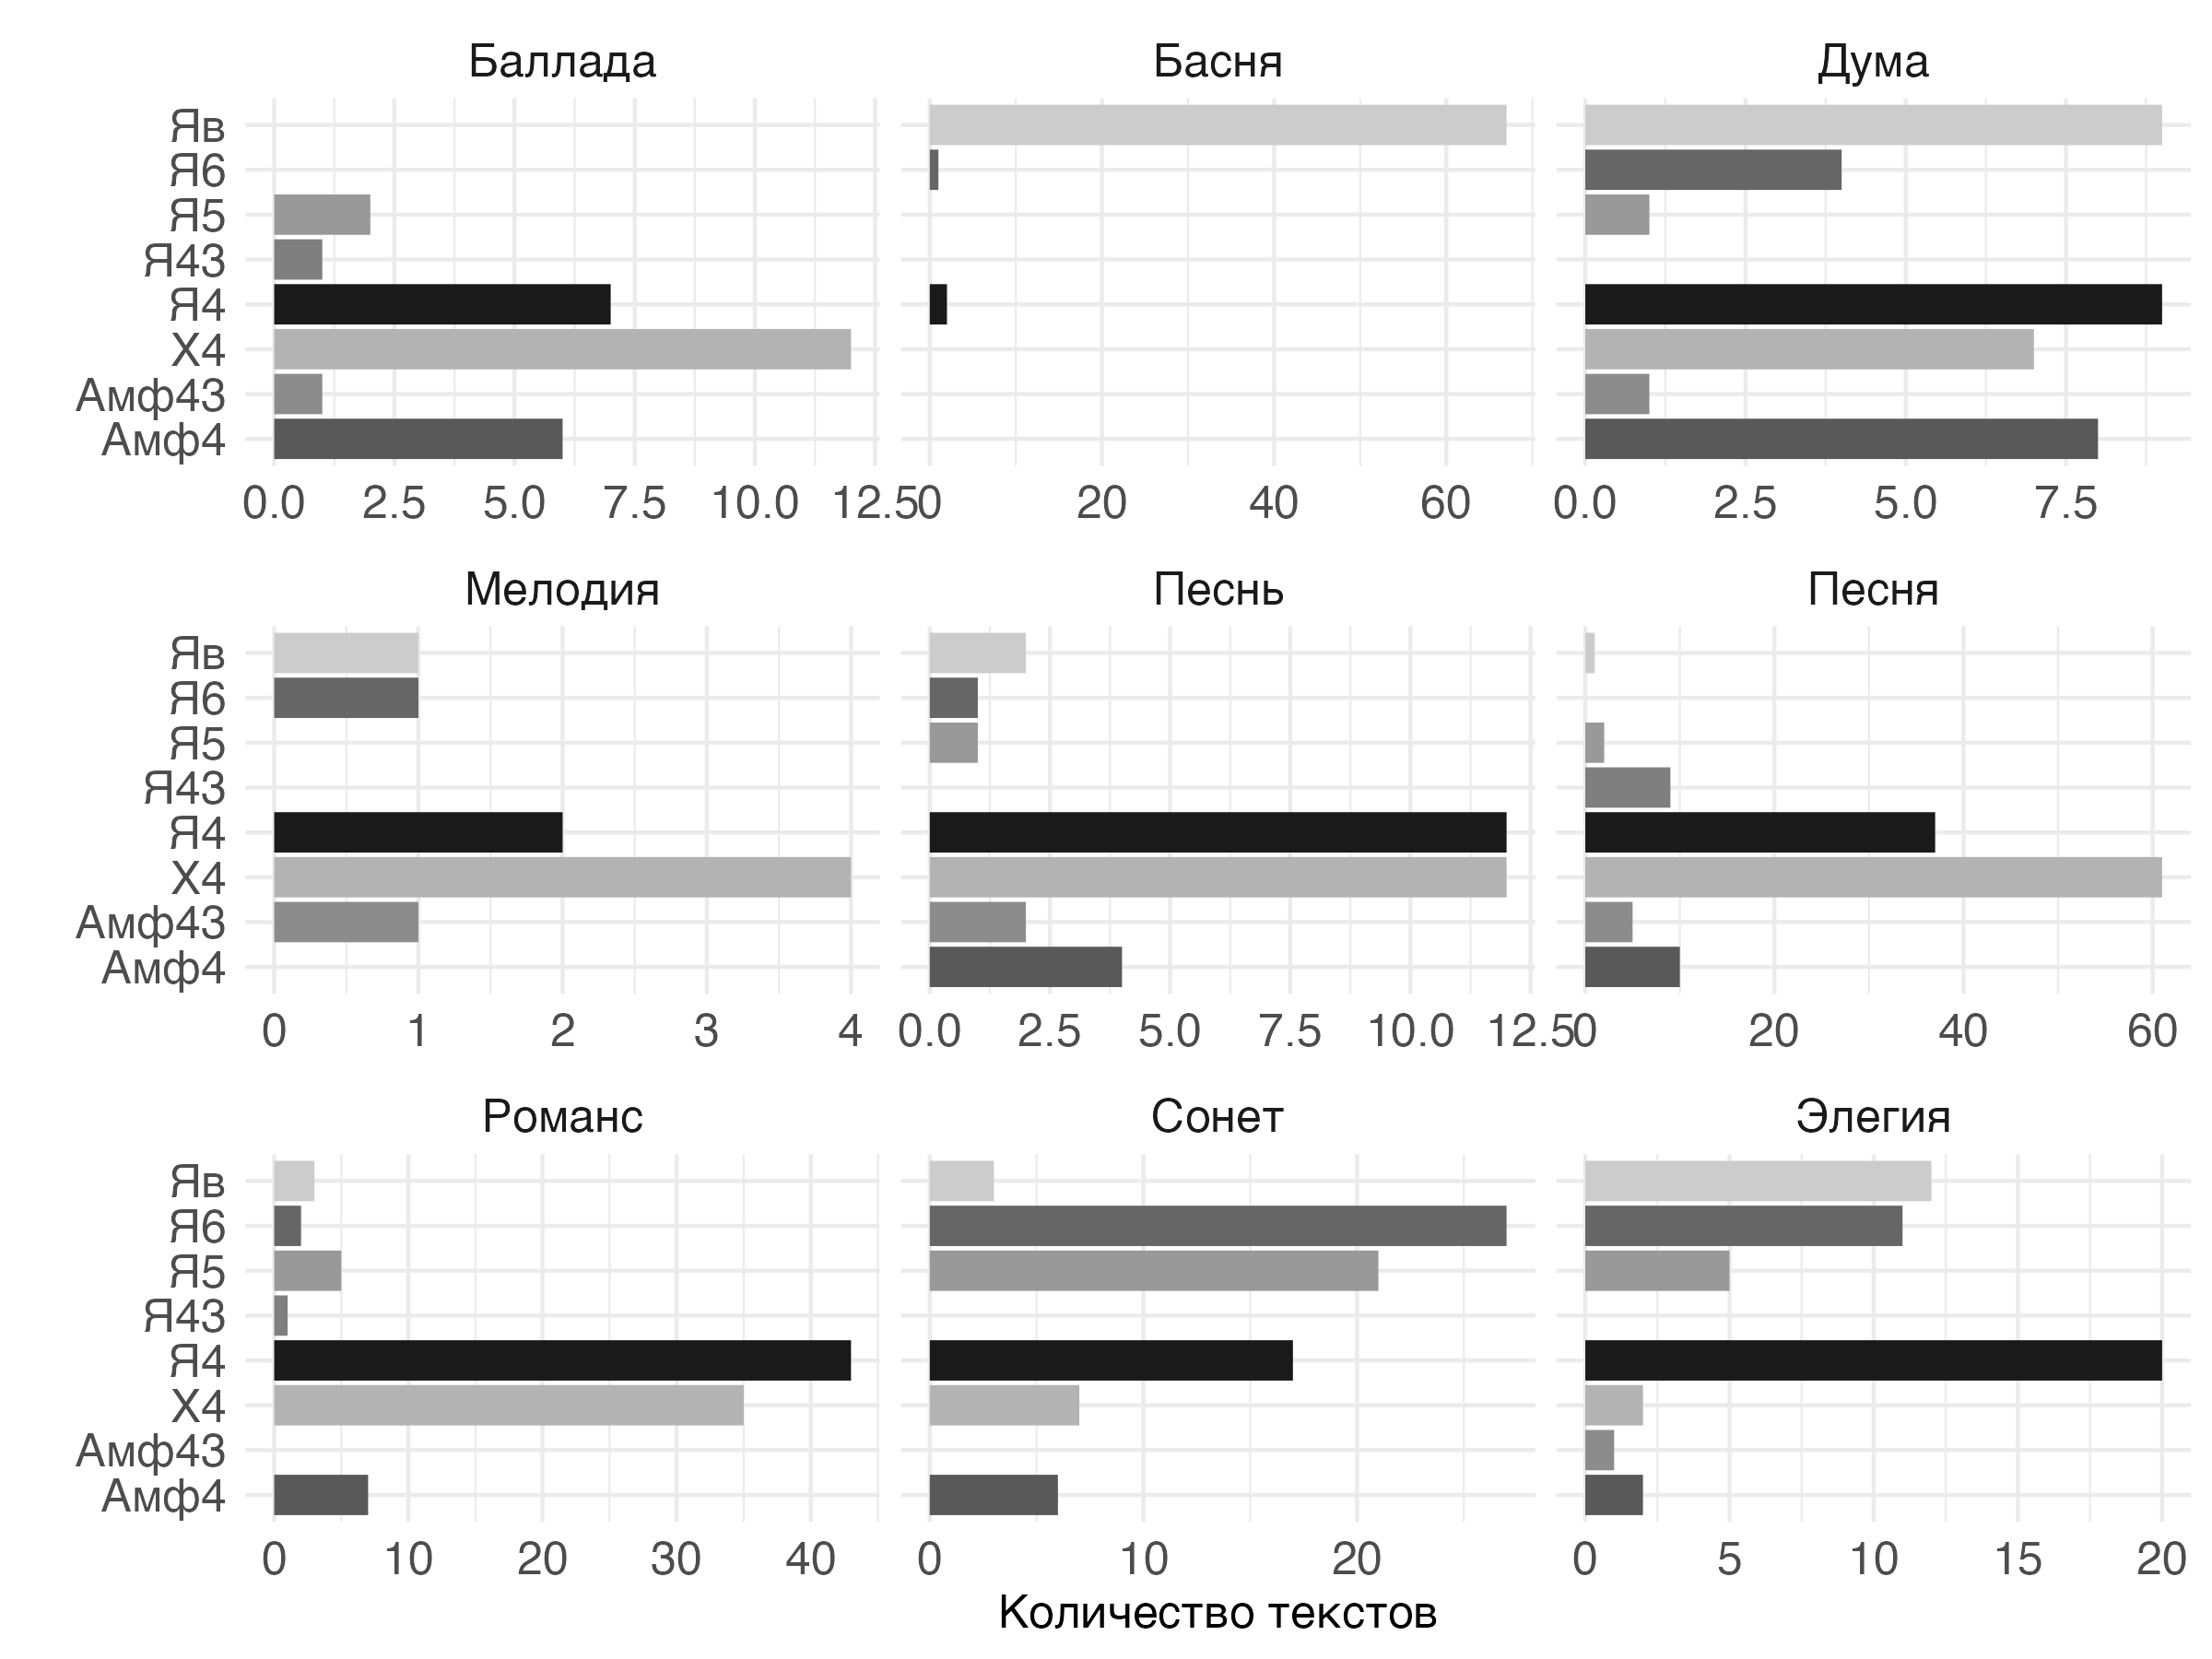 Баллада Басня Дума
Яв
Я6
Я5
Я43
Я4
Х4
Амф43
Амф4
0.0 2.5 5.0 7.5 10.0 12.5 0 20 40 60 0.0 2.5 5.0 7.5
Мелодия Песнь Песня
Яв
Я6
Я5
Я43
Я4
Х4
Амф43
Амф4
0 1 2 3 4 0.0 2.5 5.0 7.5 10.0 12.5 0 20 40 60
Романс Сонет Элегия
Яв
Я6
Я5
Я43
Я4
Х4
Амф43
Амф4
0 10 20 30 40 0 10 20 0 5 10 15 20
Количество текстов